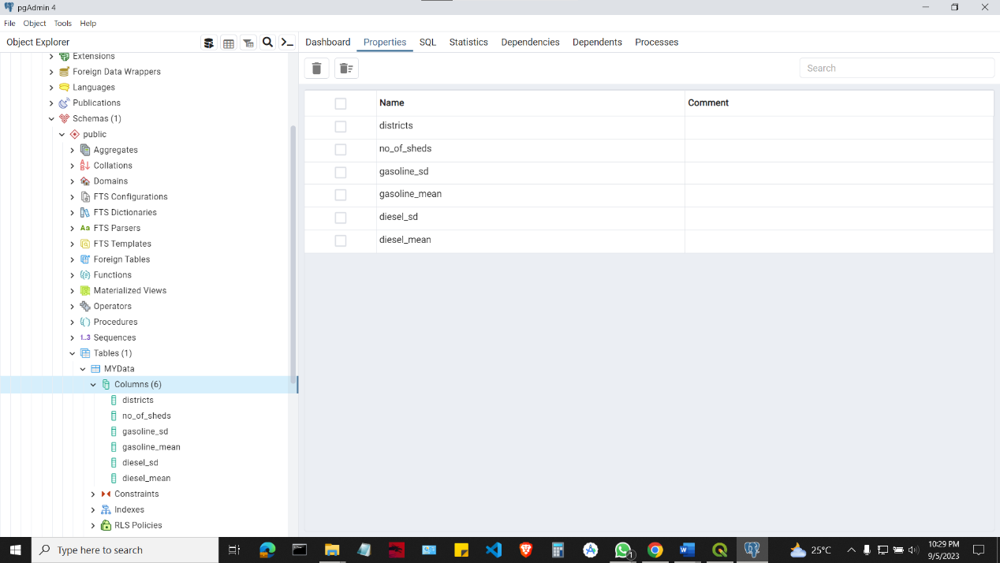 pgAdmin 4
File Object Tools Help
Object Explorer
Dashboard Properties SQL Statistics Dependencies Dependents Processes
Extensions
Foreign Data Wrappers
Languages
Publications
Schemas (1)
public
Aggregates
Collations
Domains
FTS Configurations
FTS Dictionaries
Aa FTS Parsers
FTS Templates
Foreign Tables
Functions
Materialized Views
Operators
Procedures
1..3 Sequences
Tables (1)
MYData
Columns (6)
districts
no_of_sheds
gasoline_sd
gasoline_mean
diesel_sd
diesel_mean
Constraints
Indexes
RLS Policies
Search
Name Comment
districts
no_of_sheds
gasoline_sd
gasoline_mean
diesel_sd
diesel_mean
Type here to search
1
25°C
10:29 PM
9/5/2023